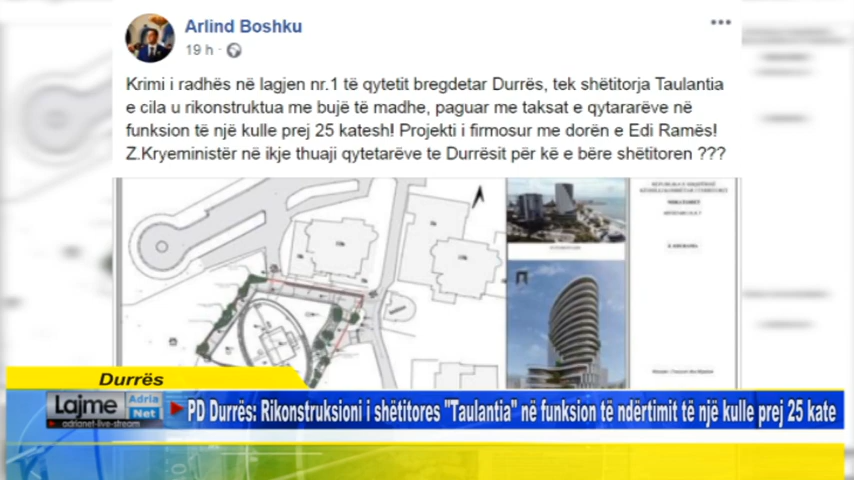 Arlind Boshku
19 h ·
Krimi i radhës në lagjen nr.1 të qytetit bregdetar Durrës, tek shëtitorja Taulantia
e cila u rikonstruktua me bujë të madhe, paguar me taksat e qytararëve në
funksion të një kulle prej 25 katesh! Projekti i firmosur me dorën e Edi Ramës!
Z.Kryeministër në ikje thuaji qytetarëve te Durrësit për kë e bëre shëtitoren ???
Durrës
Lajme Adria Net
adrianet-live-stream
PD Durrës: Rikonstruksioni i shëtitores "Taulantia" në funksion të ndërtimit të një kulle prej 25 kate